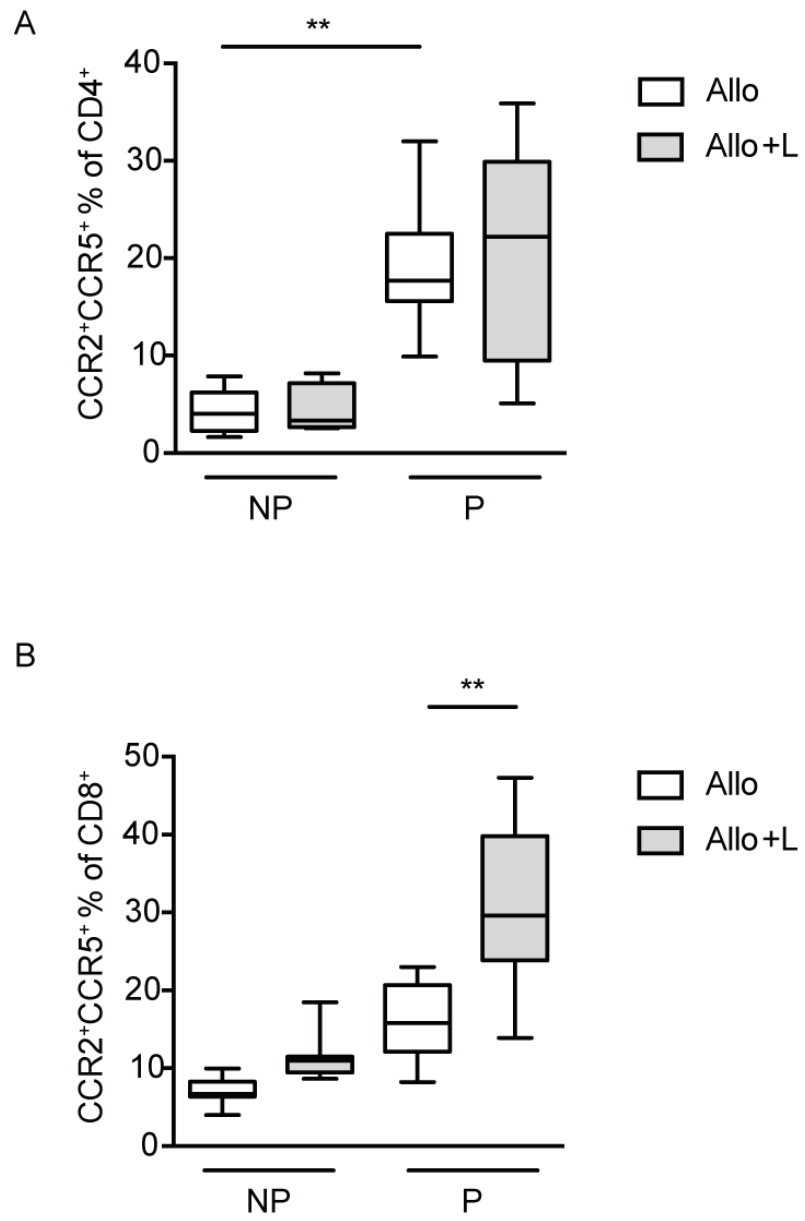 A
**
CCR2⁺CCR5⁺ % of CD4⁺
40
30
20
10
0
NP
P
Allo
Allo+L
B
**
CCR2⁺CCR5⁺ % of CD8⁺
50
40
30
20
10
0
NP
P
Allo
Allo+L